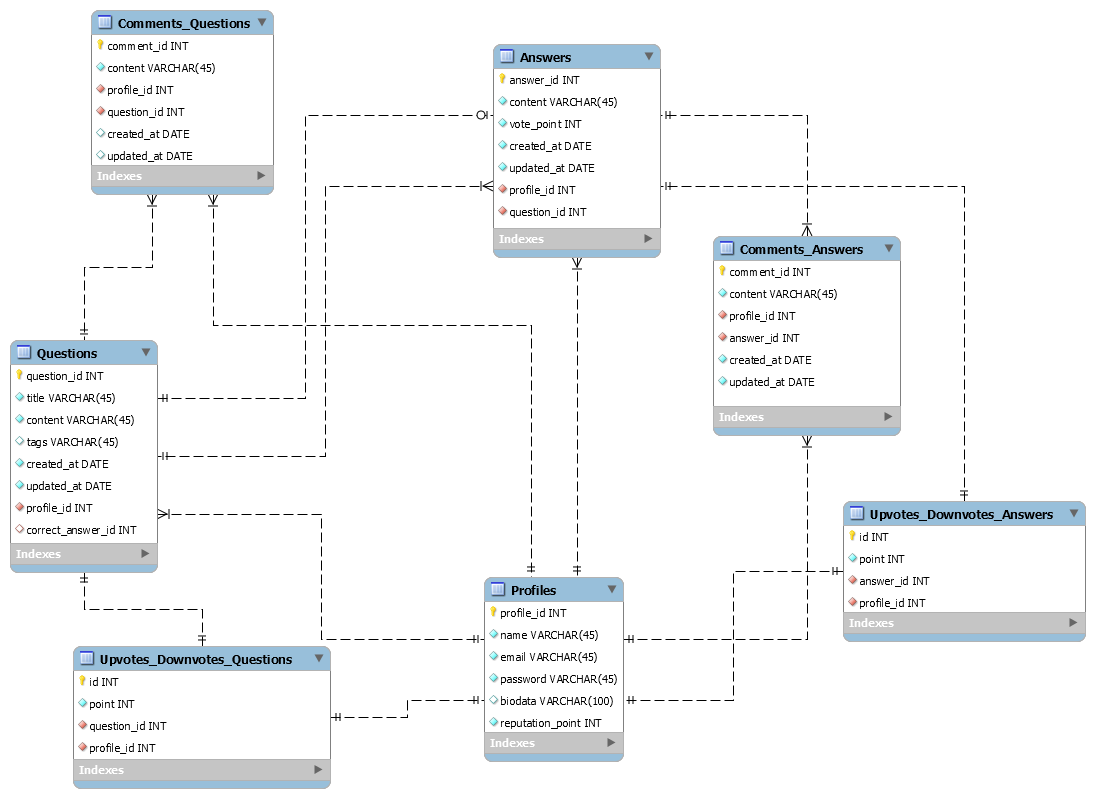 Comments_Questions
comment_id INT
content VARCHAR(45)
profile_id INT
question_id INT
created_at DATE
updated_at DATE
Indexes
Answers
answer_id INT
content VARCHAR(45)
vote_point INT
created_at DATE
updated_at DATE
profile_id INT
question_id INT
Indexes
Comments_Answers
comment_id INT
content VARCHAR(45)
profile_id INT
answer_id INT
created_at DATE
updated_at DATE
Indexes
Questions
question_id INT
title VARCHAR(45)
content VARCHAR(45)
tags VARCHAR(45)
created_at DATE
updated_at DATE
profile_id INT
correct_answer_id INT
Indexes
Upvotes_Downvotes_Answers
id INT
point INT
answer_id INT
profile_id INT
Indexes
Profiles
profile_id INT
name VARCHAR(45)
email VARCHAR(45)
password VARCHAR(45)
biodata VARCHAR(100)
reputation_point INT
Indexes
Upvotes_Downvotes_Questions
id INT
point INT
question_id INT
profile_id INT
Indexes